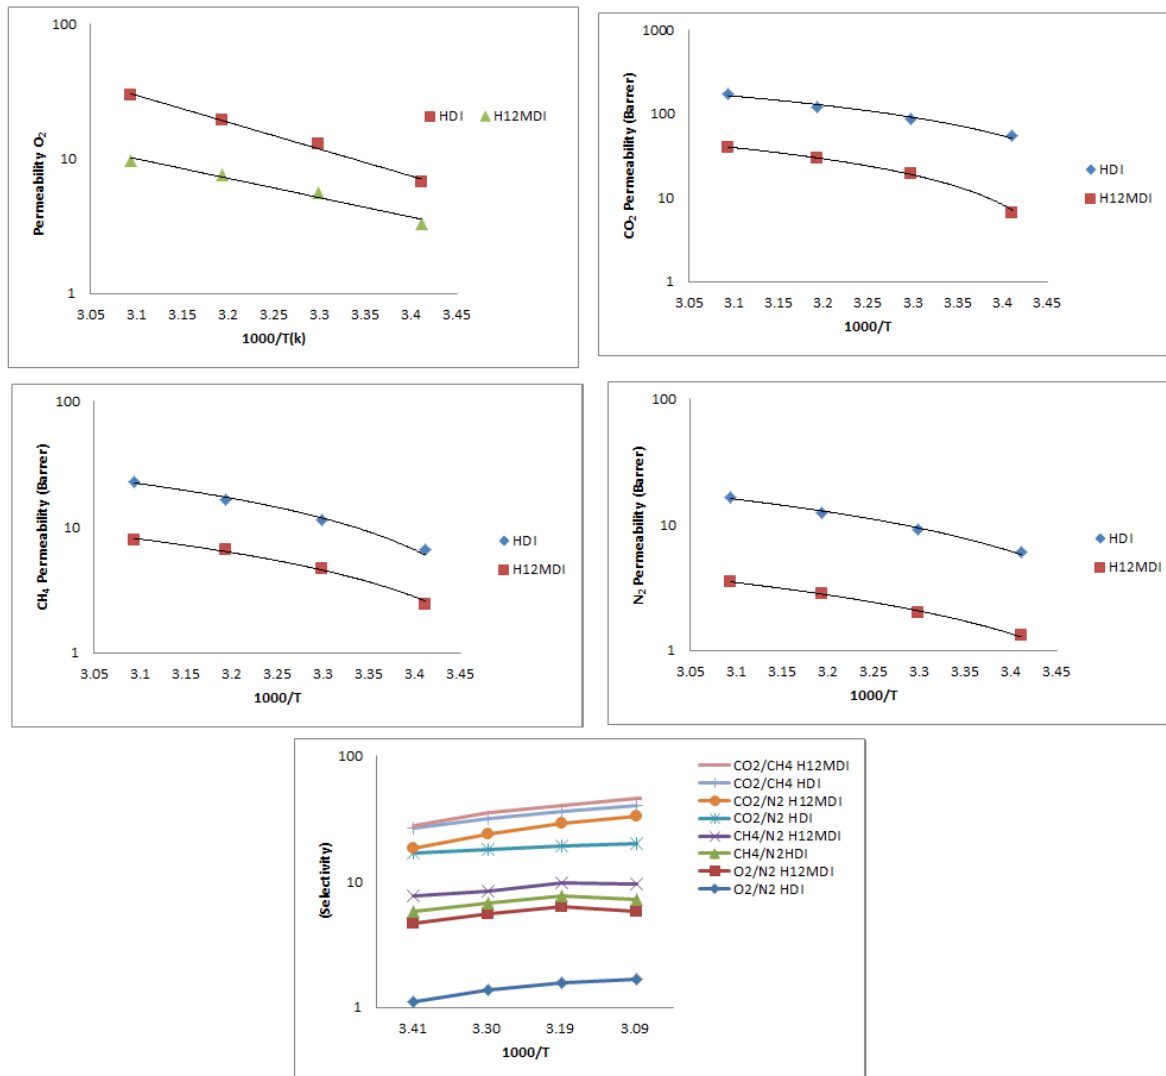 100
10
1
Permeability O₂
3.05 3.1 3.15 3.2 3.25 3.3 3.35 3.4 3.45
1000/T(k)
HDI H12MDI
1000
100
10
1
CO₂ Permeability (Barrer)
3.05 3.1 3.15 3.2 3.25 3.3 3.35 3.4 3.45
1000/T
HDI
H12MDI
100
10
1
CH₄ Permeability (Barrer)
3.05 3.1 3.15 3.2 3.25 3.3 3.35 3.4 3.45
1000/T
HDI
H12MDI
100
10
1
N₂ Permeability (Barrer)
3.05 3.1 3.15 3.2 3.25 3.3 3.35 3.4 3.45
1000/T
HDI
H12MDI
100
10
1
(Selectivity)
3.41 3.30 3.19 3.09
1000/T
CO2/CH4 H12MDI
CO2/CH4 HDI
CO2/N2 H12MDI
CO2/N2 HDI
CH4/N2 H12MDI
CH4/N2HDI
O2/N2 H12MDI
O2/N2 HDI